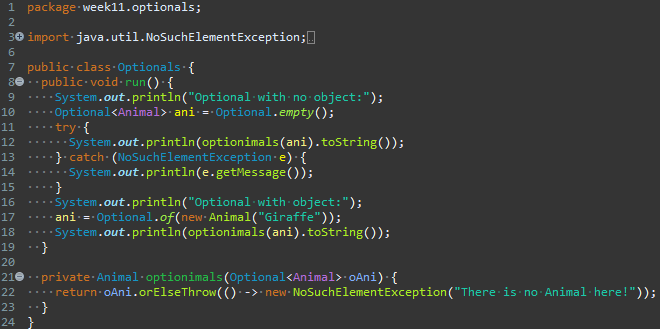 1 package week11.optionals;
2
3 import java.util.NoSuchElementException;
6
7 public class Optionals {
8   public void run() {
9     System.out.println("Optional with no object:");
10     Optional<Animal> ani = Optional.empty();
11     try {
12       System.out.println(optionimals(ani).toString());
13     } catch (NoSuchElementException e) {
14       System.out.println(e.getMessage());
15     }
16     System.out.println("Optional with object:");
17     ani = Optional.of(new Animal("Giraffe"));
18     System.out.println(optionimals(ani).toString());
19   }
20
21   private Animal optionimals(Optional<Animal> oAni) {
22     return oAni.orElseThrow(() -> new NoSuchElementException("There is no Animal here!"));
23   }
24 }